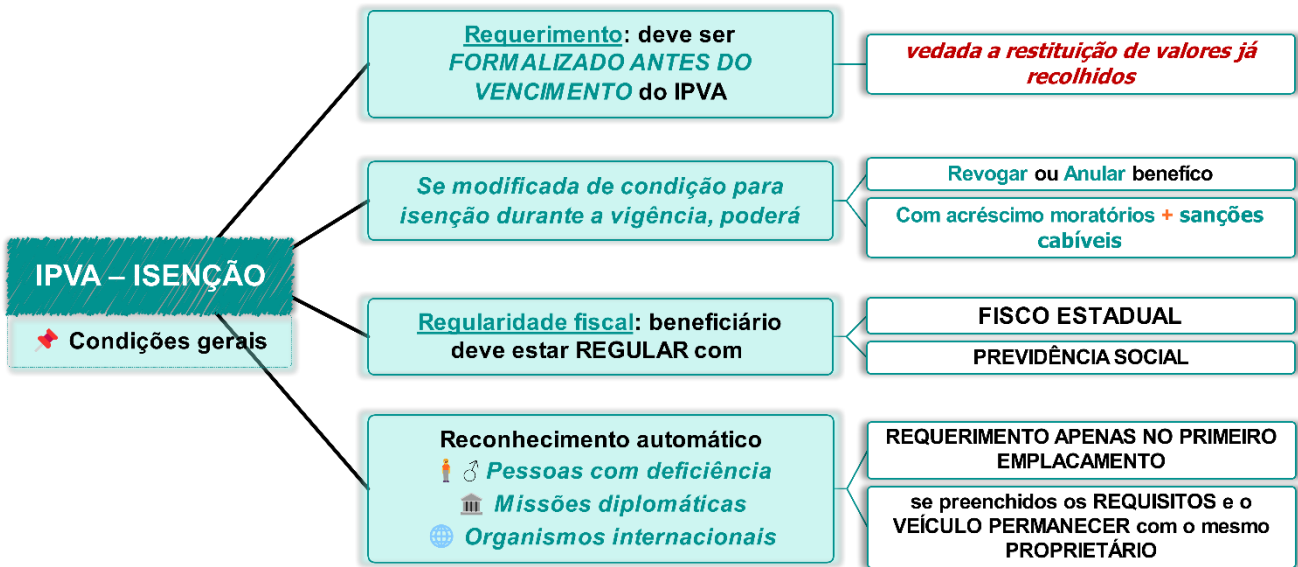 IPVA – ISENÇÃO
📌 Condições gerais
Requerimento: deve ser
FORMALIZADO ANTES DO
VENCIMENTO do IPVA
vedada a restituição de valores já
recolhidos
Se modificada de condição para
isenção durante a vigência, poderá
Revogar ou Anular benefíco
Com acréscimo moratórios + sanções
cabíveis
Regularidade fiscal: beneficiário
deve estar REGULAR com
FISCO ESTADUAL
PREVIDÊNCIA SOCIAL
Reconhecimento automático
🧍♂ Pessoas com deficiência
🏛 Missões diplomáticas
🌐 Organismos internacionais
REQUERIMENTO APENAS NO PRIMEIRO
EMPLACAMENTO
se preenchidos os REQUISITOS e o
VEÍCULO PERMANECER com o mesmo
PROPRIETÁRIO